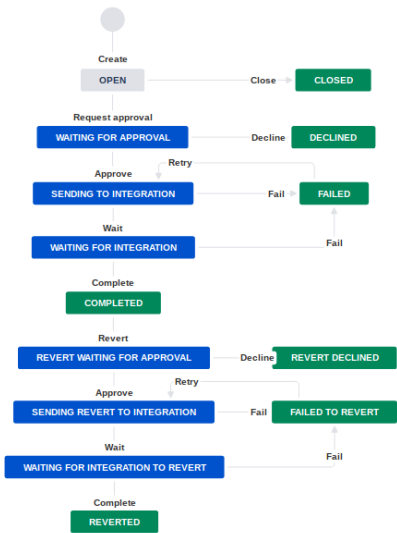 Create
OPEN
Close
CLOSED
Request approval
WAITING FOR APPROVAL
Decline
DECLINED
Retry
Approve
SENDING TO INTEGRATION
Fail
FAILED
Wait
WAITING FOR INTEGRATION
Fail
Complete
COMPLETED
Revert
REVERT WAITING FOR APPROVAL
Decline
REVERT DECLINED
Retry
Approve
SENDING REVERT TO INTEGRATION
Fail
FAILED TO REVERT
Wait
WAITING FOR INTEGRATION TO REVERT
Fail
Complete
REVERTED